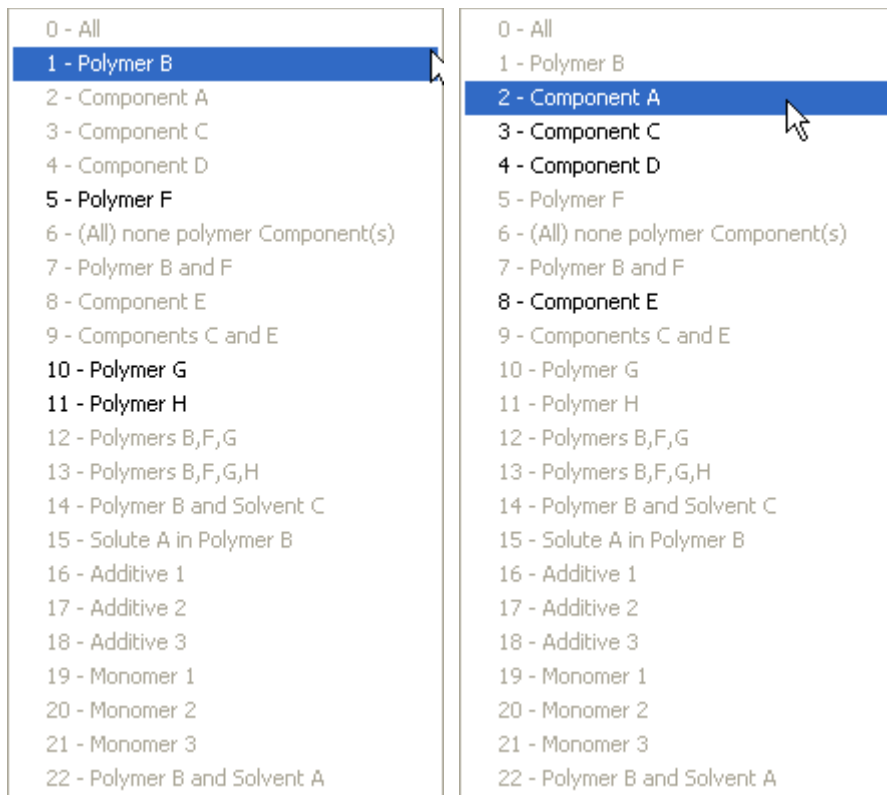 0 - All
1 - Polymer B
2 - Component A
3 - Component C
4 - Component D
5 - Polymer F
6 - (All) none polymer Component(s)
7 - Polymer B and F
8 - Component E
9 - Components C and E
10 - Polymer G
11 - Polymer H
12 - Polymers B,F,G
13 - Polymers B,F,G,H
14 - Polymer B and Solvent C
15 - Solute A in Polymer B
16 - Additive 1
17 - Additive 2
18 - Additive 3
19 - Monomer 1
20 - Monomer 2
21 - Monomer 3
22 - Polymer B and Solvent A
0 - All
1 - Polymer B
2 - Component A
3 - Component C
4 - Component D
5 - Polymer F
6 - (All) none polymer Component(s)
7 - Polymer B and F
8 - Component E
9 - Components C and E
10 - Polymer G
11 - Polymer H
12 - Polymers B,F,G
13 - Polymers B,F,G,H
14 - Polymer B and Solvent C
15 - Solute A in Polymer B
16 - Additive 1
17 - Additive 2
18 - Additive 3
19 - Monomer 1
20 - Monomer 2
21 - Monomer 3
22 - Polymer B and Solvent A